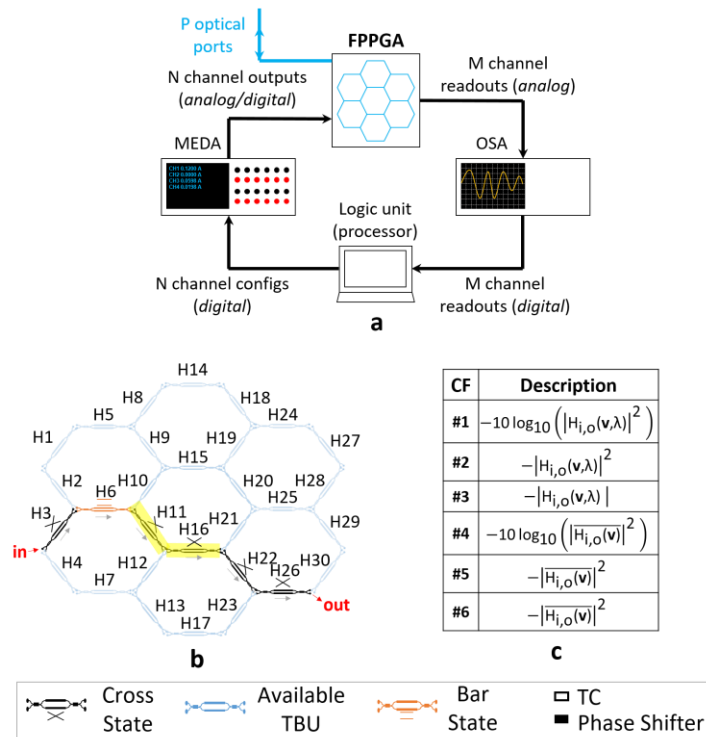 P optical
ports
FPPGA
N channel outputs
(analog/digital)
M channel
readouts (analog)
MEDA
OSA
CH1 0.1200 A
Logic unit
(processor)
N channel configs
(digital)
M channel
readouts (digital)
a
H14
H8
H18
H5
H24
H1
H9
H19
H27
H15
H2
H10
H20
H28
H6
H25
H3
H11
H21
H29
H16
in
H4
H12
H22
H30
H7
H26
H13
H23
out
H17
b
CF Description
#1 −10 log10 (|Hi,o(v,λ)|² )
#2 −|Hi,o(v,λ)|²
#3 −|Hi,o(v,λ) |
#4 −10 log10 (|H̅i̅,̅o̅(̅v̅)̅|² )
#5 −|H̅i̅,̅o̅(̅v̅)̅|²
#6 −|H̅i̅,̅o̅(̅v̅)̅|²
c
Cross
State
Available
TBU
Bar
State
TC
Phase Shifter